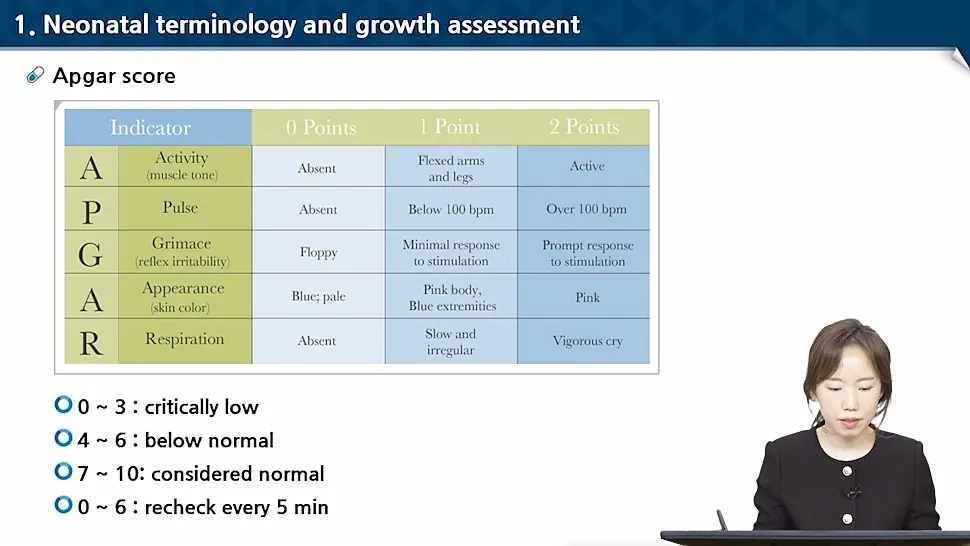 1. Neonatal terminology and growth assessment
Apgar score
Indicator 0 Points 1 Point 2 Points
A Activity (muscle tone) Absent Flexed arms and legs Active
P Pulse Absent Below 100 bpm Over 100 bpm
G Grimace (reflex irritability) Floppy Minimal response to stimulation Prompt response to stimulation
A Appearance (skin color) Blue; pale Pink body, Blue extremities Pink
R Respiration Absent Slow and irregular Vigorous cry
0 ~ 3 : critically low
4 ~ 6 : below normal
7 ~ 10: considered normal
0 ~ 6 : recheck every 5 min